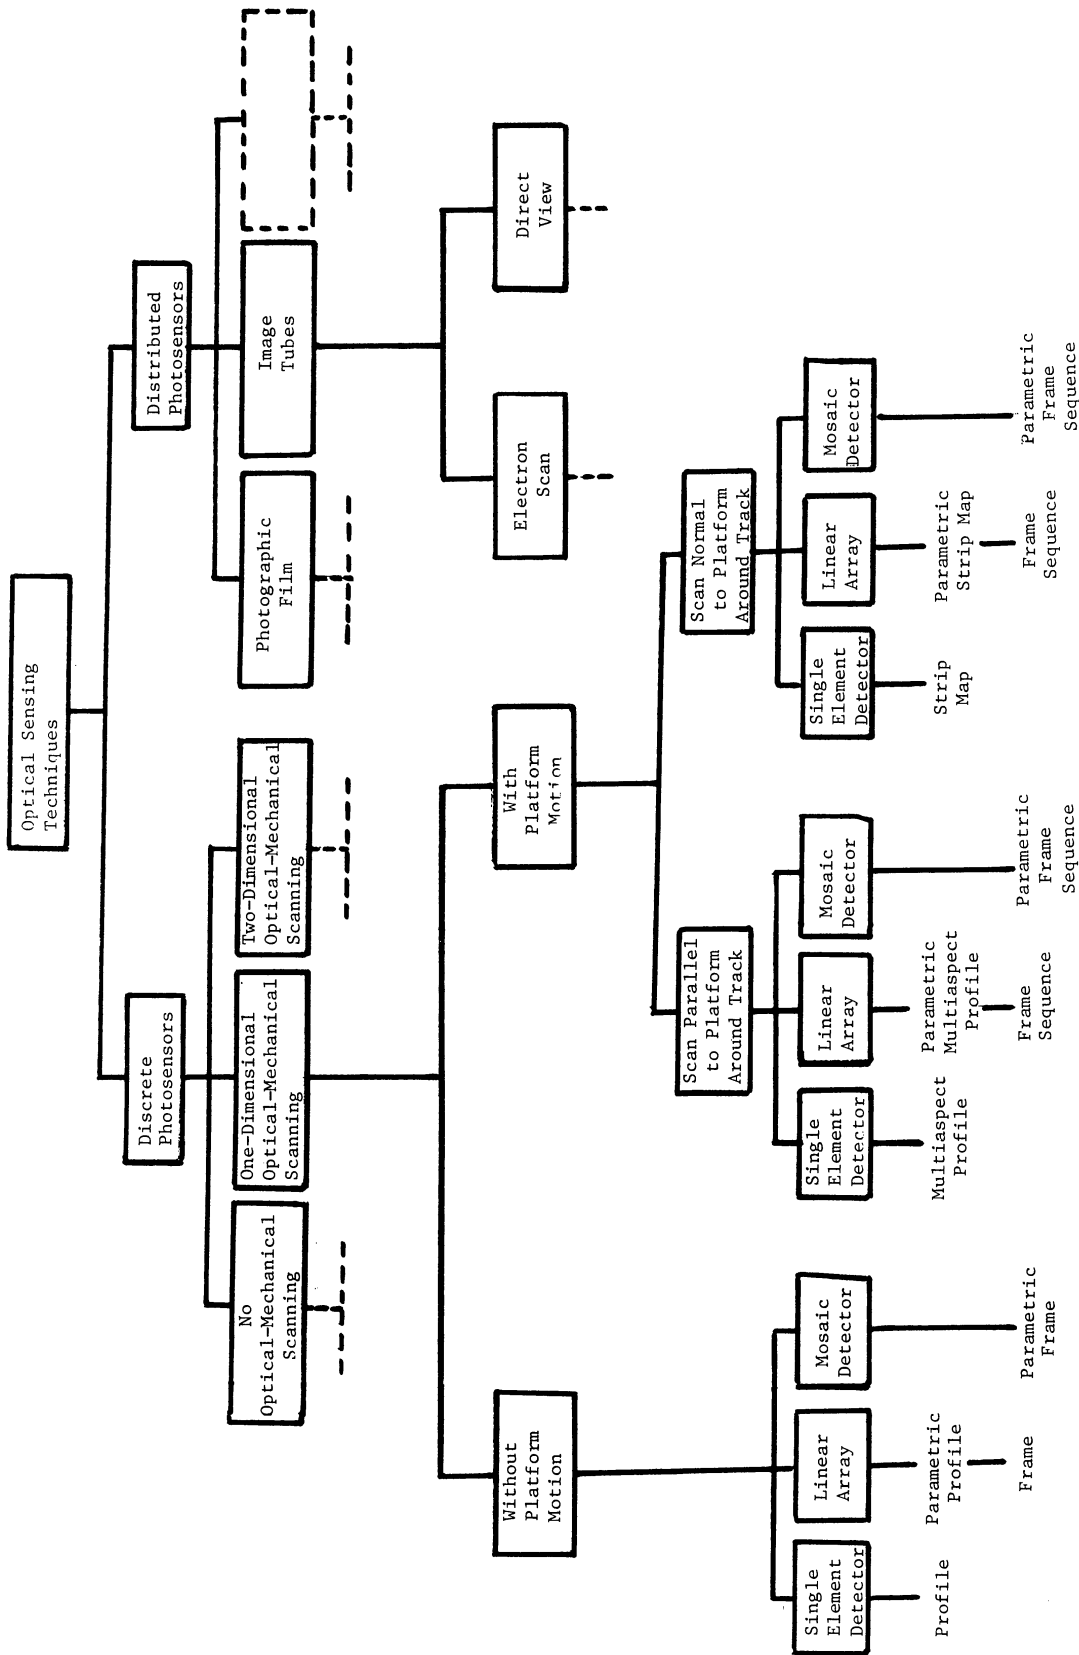 Optical Sensing
Techniques
Discrete
Photosensors
Distributed
Photosensors
No
Optical-Mechanical
Scanning
One-Dimensional
Optical-Mechanical
Scanning
Two-Dimensional
Optical-Mechanical
Scanning
Photographic
Film
Image
Tubes
Without
Platform
Motion
With
Platform
Motion
Electron
Scan
Direct
View
Scan Parallel
to Platform
Around Track
Scan Normal
to Platform
Around Track
Single
Element
Detector
Linear
Array
Mosaic
Detector
Single
Element
Detector
Linear
Array
Mosaic
Detector
Single
Element
Detector
Linear
Array
Mosaic
Detector
Profile
Parametric
Profile
Multiaspect
Profile
Parametric
Multiaspect
Profile
Strip
Map
Parametric
Strip Map
Frame
Parametric
Frame
Frame
Sequence
Parametric
Frame
Sequence
Frame
Sequence
Parametric
Frame
Sequence